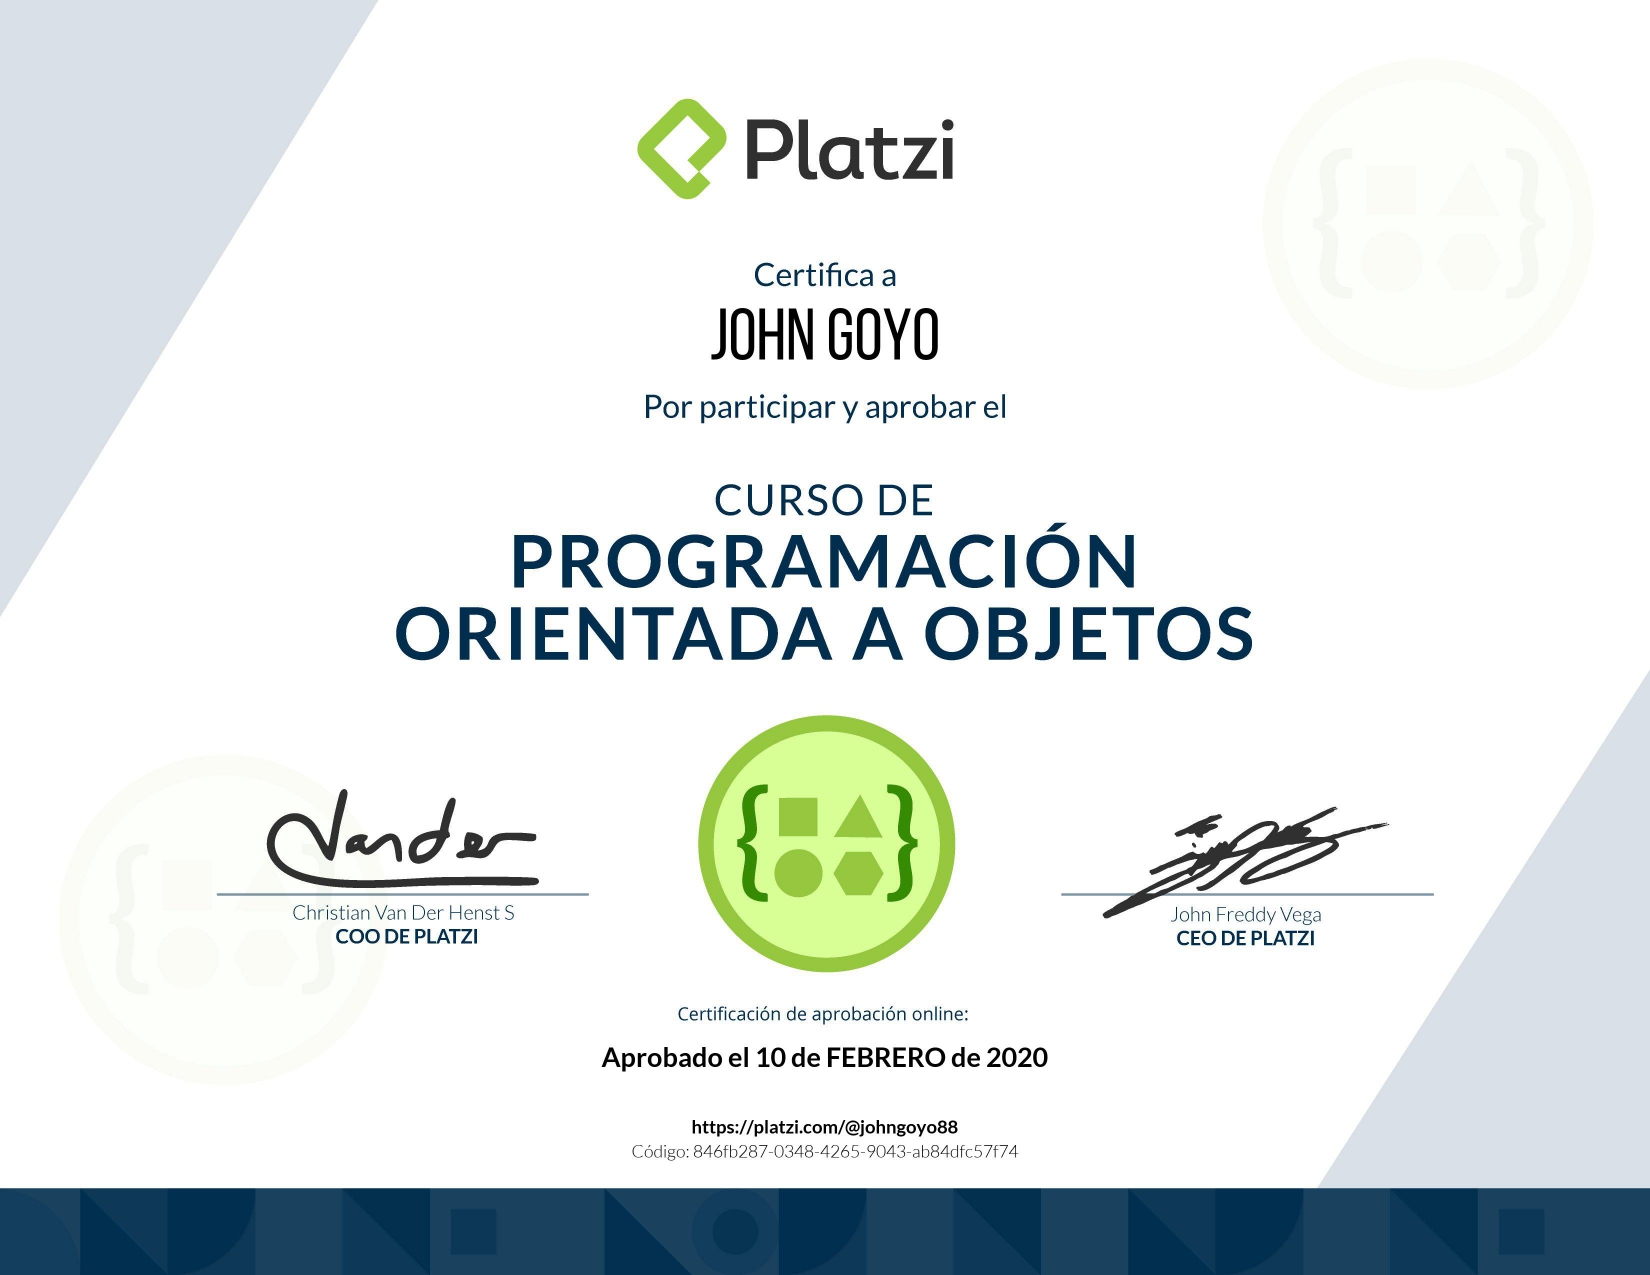 Platzi
Certifica a
JOHN GOYO
Por participar y aprobar el
CURSO DE
PROGRAMACIÓN
ORIENTADA A OBJETOS
Vander
Christian Van Der Henst S
COO DE PLATZI
John Freddy Vega
CEO DE PLATZI
Certificación de aprobación online:
Aprobado el 10 de FEBRERO de 2020
https://platzi.com/@johngoyo88
Código: 846fb287-0348-4265-9043-ab84dfc57f74